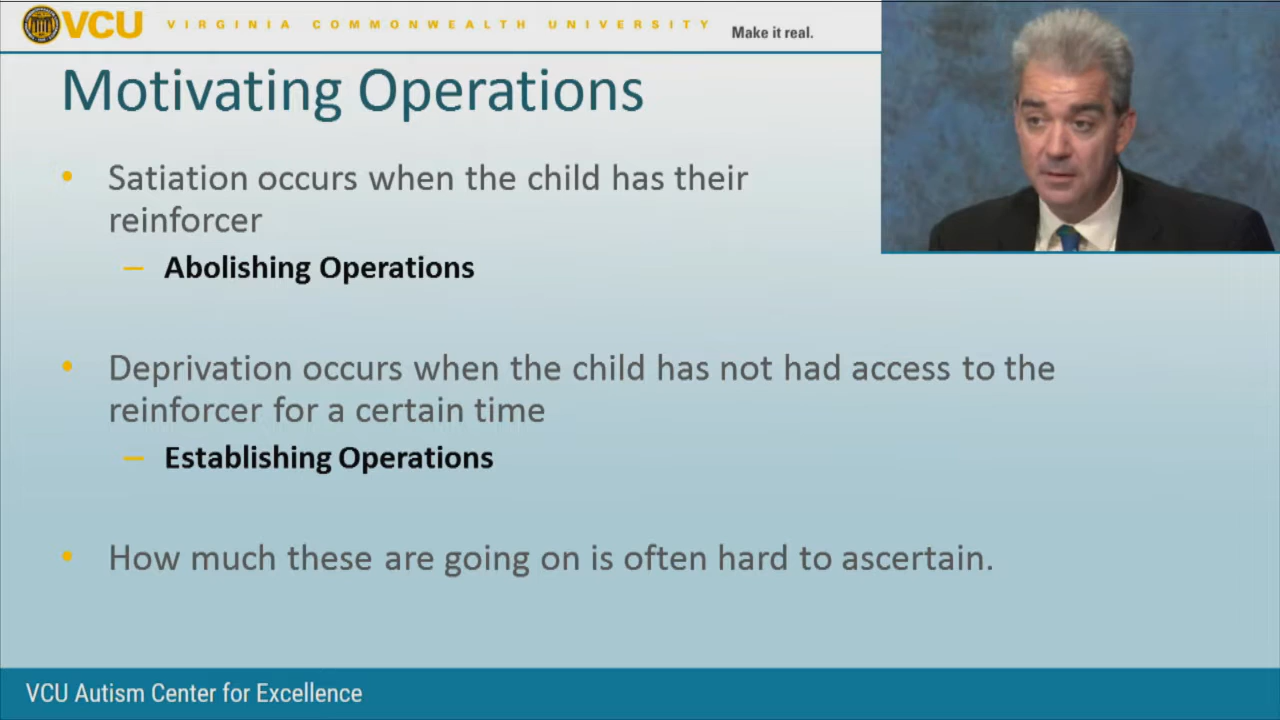 VCU VIRGINIA COMMONWEALTH UNIVERSITY Make it real.
Motivating Operations
• Satiation occurs when the child has their
reinforcer
– Abolishing Operations
• Deprivation occurs when the child has not had access to the
reinforcer for a certain time
– Establishing Operations
• How much these are going on is often hard to ascertain.
VCU Autism Center for Excellence